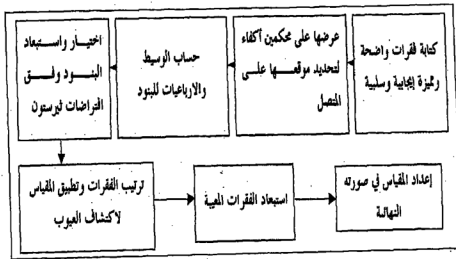 كتابة فقرات واضحة
ومميزة إيجابية وسلبية
عرضها على محكمين أكفاء
لتحديد موقعها على
المتصل
حساب الوسيط
والارباعيات للبنود
اختيار واستبعاد
البنود وفق
افتراضات ثيرستون
ترتيب الفقرات وتطبيق المقياس
لاكتشاف العيوب
استبعاد الفقرات المعيبة
إعداد المقياس في صورته
النهائة